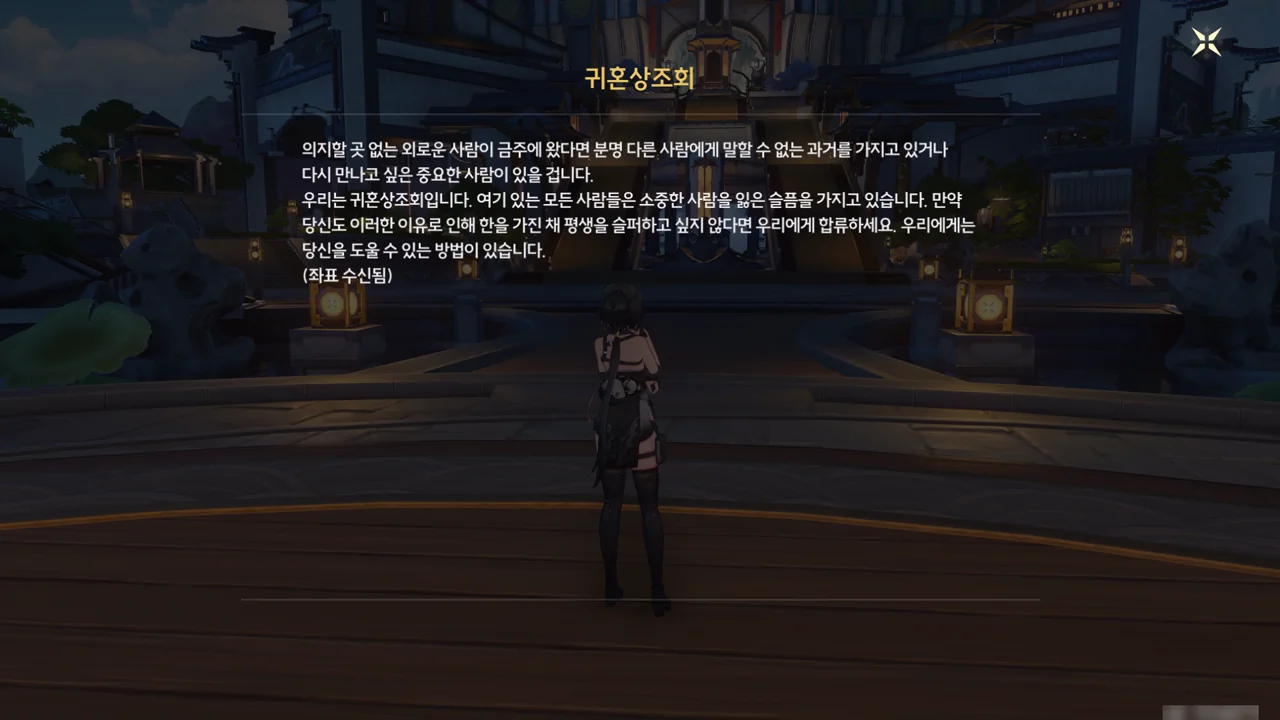 귀혼상조회
의지할 곳 없는 외로운 사람이 금주에 왔다면 분명 다른 사람에게 말할 수 없는 과거를 가지고 있거나
다시 만나고 싶은 중요한 사람이 있을 겁니다.
우리는 귀혼상조회입니다. 여기 있는 모든 사람들은 소중한 사람을 잃은 슬픔을 가지고 있습니다. 만약
당신도 이러한 이유로 인해 한을 가진 채 평생을 슬퍼하고 싶지 않다면 우리에게 합류하세요. 우리에게는
당신을 도울 수 있는 방법이 있습니다.
(좌표 수신됨)